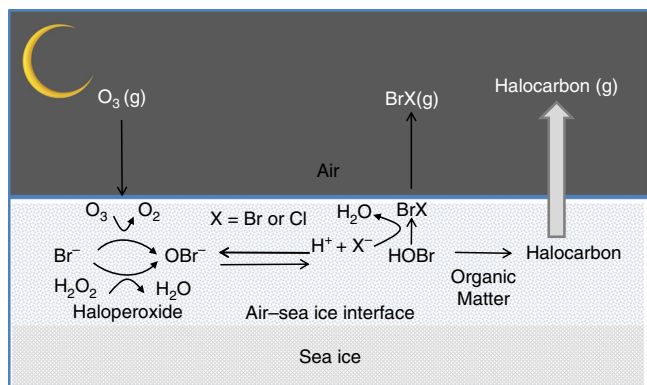 O₃ (g)
BrX(g)
Halocarbon (g)
Air
O₃
O₂
X = Br or Cl
H₂O
BrX
Br⁻
OBr⁻
H⁺ + X⁻
HOBr
Halocarbon
H₂O₂
H₂O
Organic
Matter
Haloperoxide
Air–sea ice interface
Sea ice